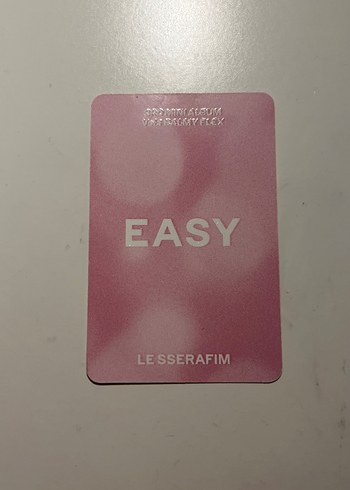 3RD MINI ALBUM
EASY
LE SSERAFIM